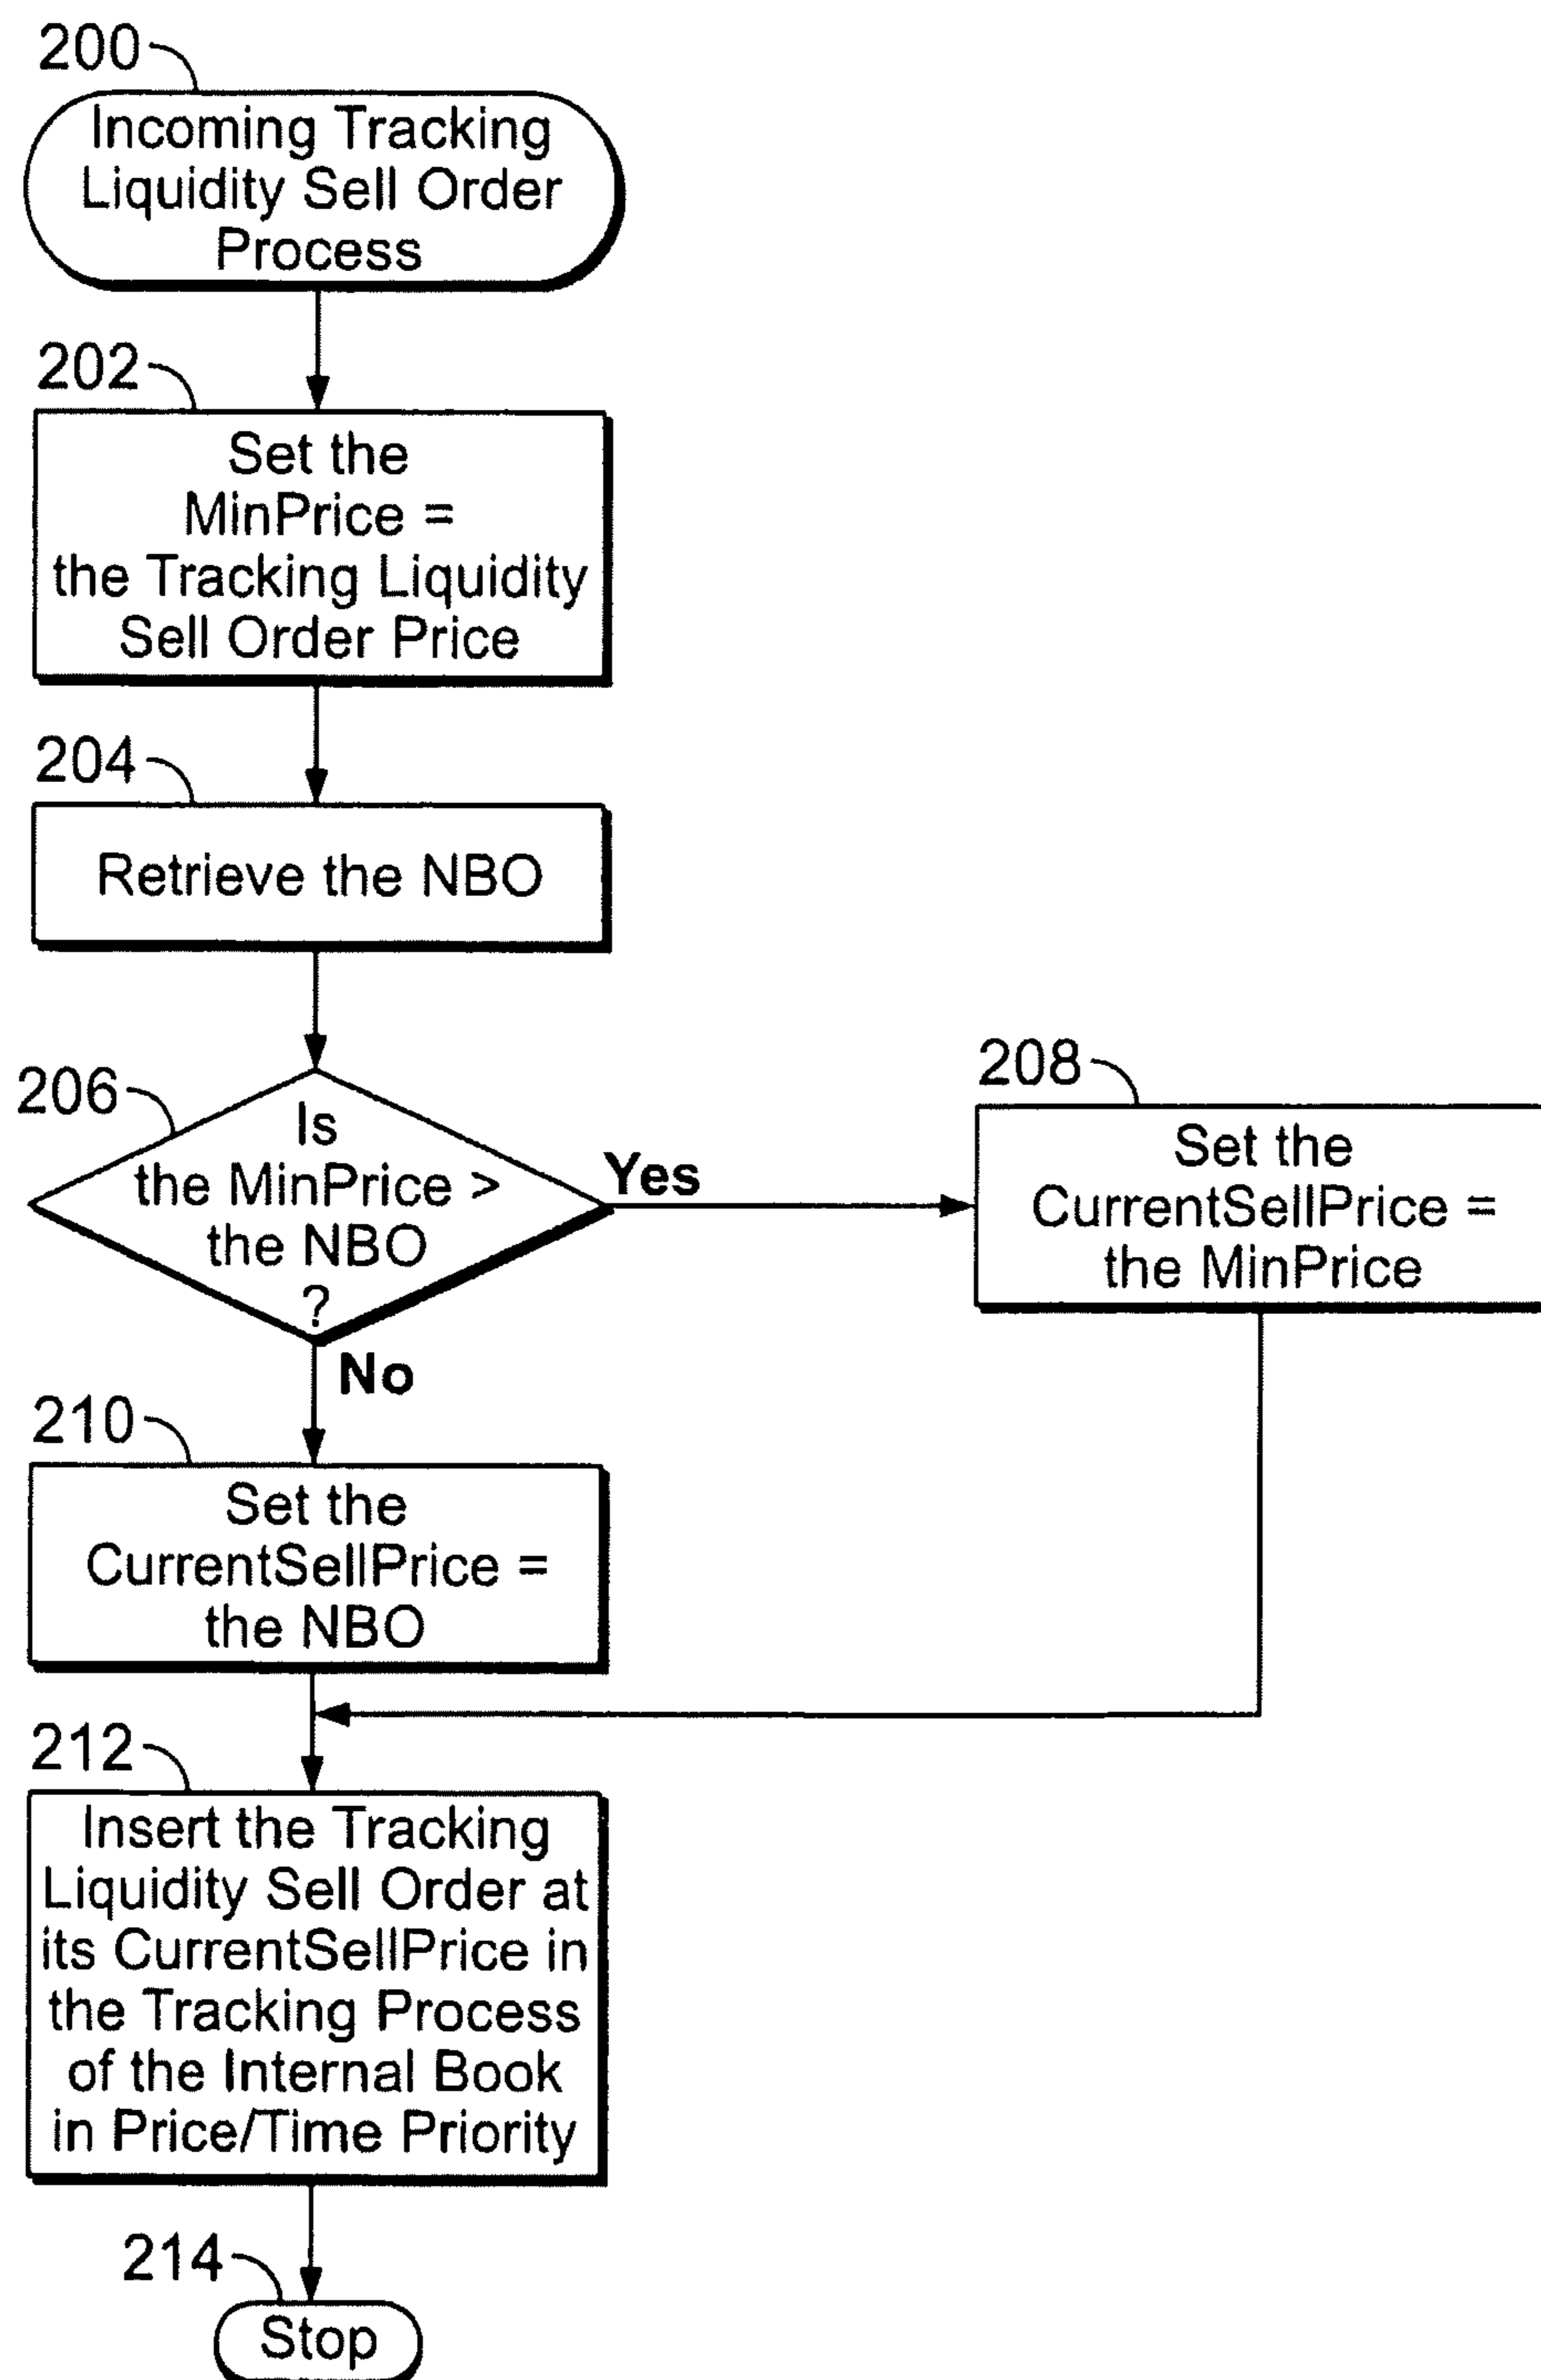 200
Incoming Tracking
Liquidity Sell Order
Process
202
Set the
MinPrice =
the Tracking Liquidity
Sell Order Price
204
Retrieve the NBO
206
Is
the MinPrice >
the NBO
?
Yes
208
Set the
CurrentSellPrice =
the MinPrice
No
210
Set the
CurrentSellPrice =
the NBO
212
Insert the Tracking
Liquidity Sell Order at
its CurrentSellPrice in
the Tracking Process
of the Internal Book
in Price/Time Priority
214
Stop